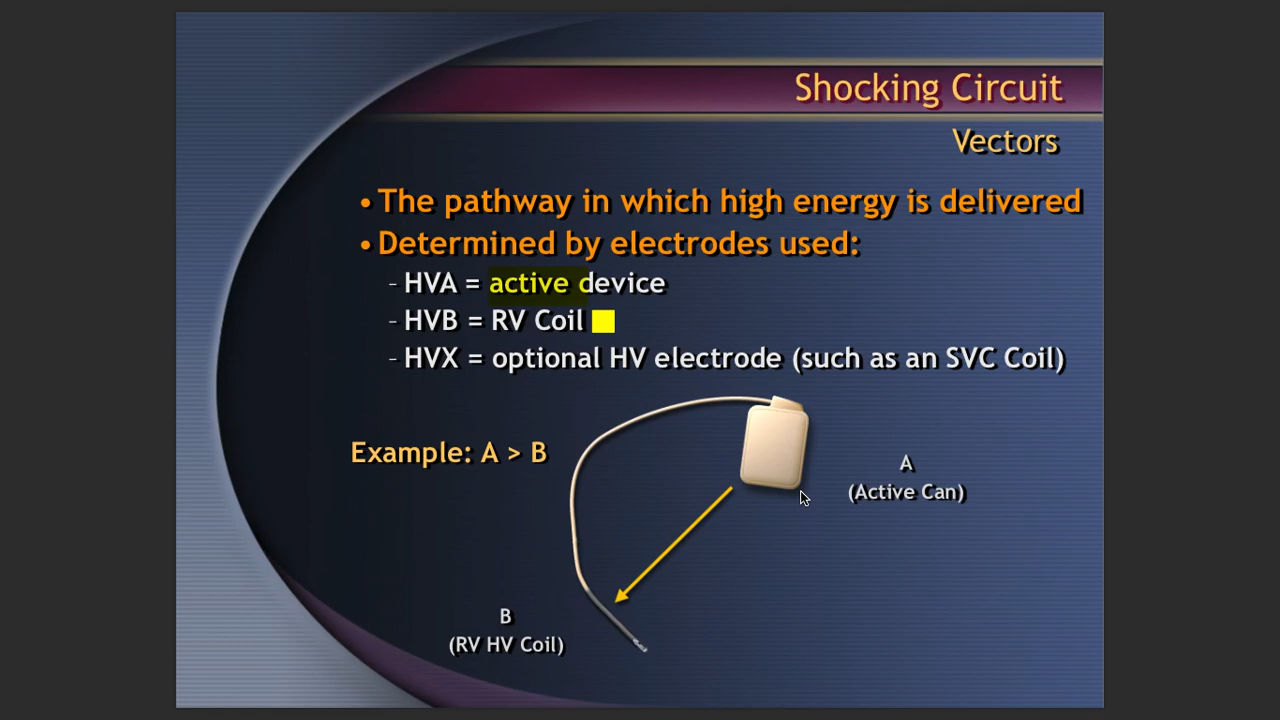 Shocking Circuit
Vectors
• The pathway in which high energy is delivered
• Determined by electrodes used:
- HVA = active device
- HVB = RV Coil
- HVX = optional HV electrode (such as an SVC Coil)
Example: A > B
A
(Active Can)
B
(RV HV Coil)